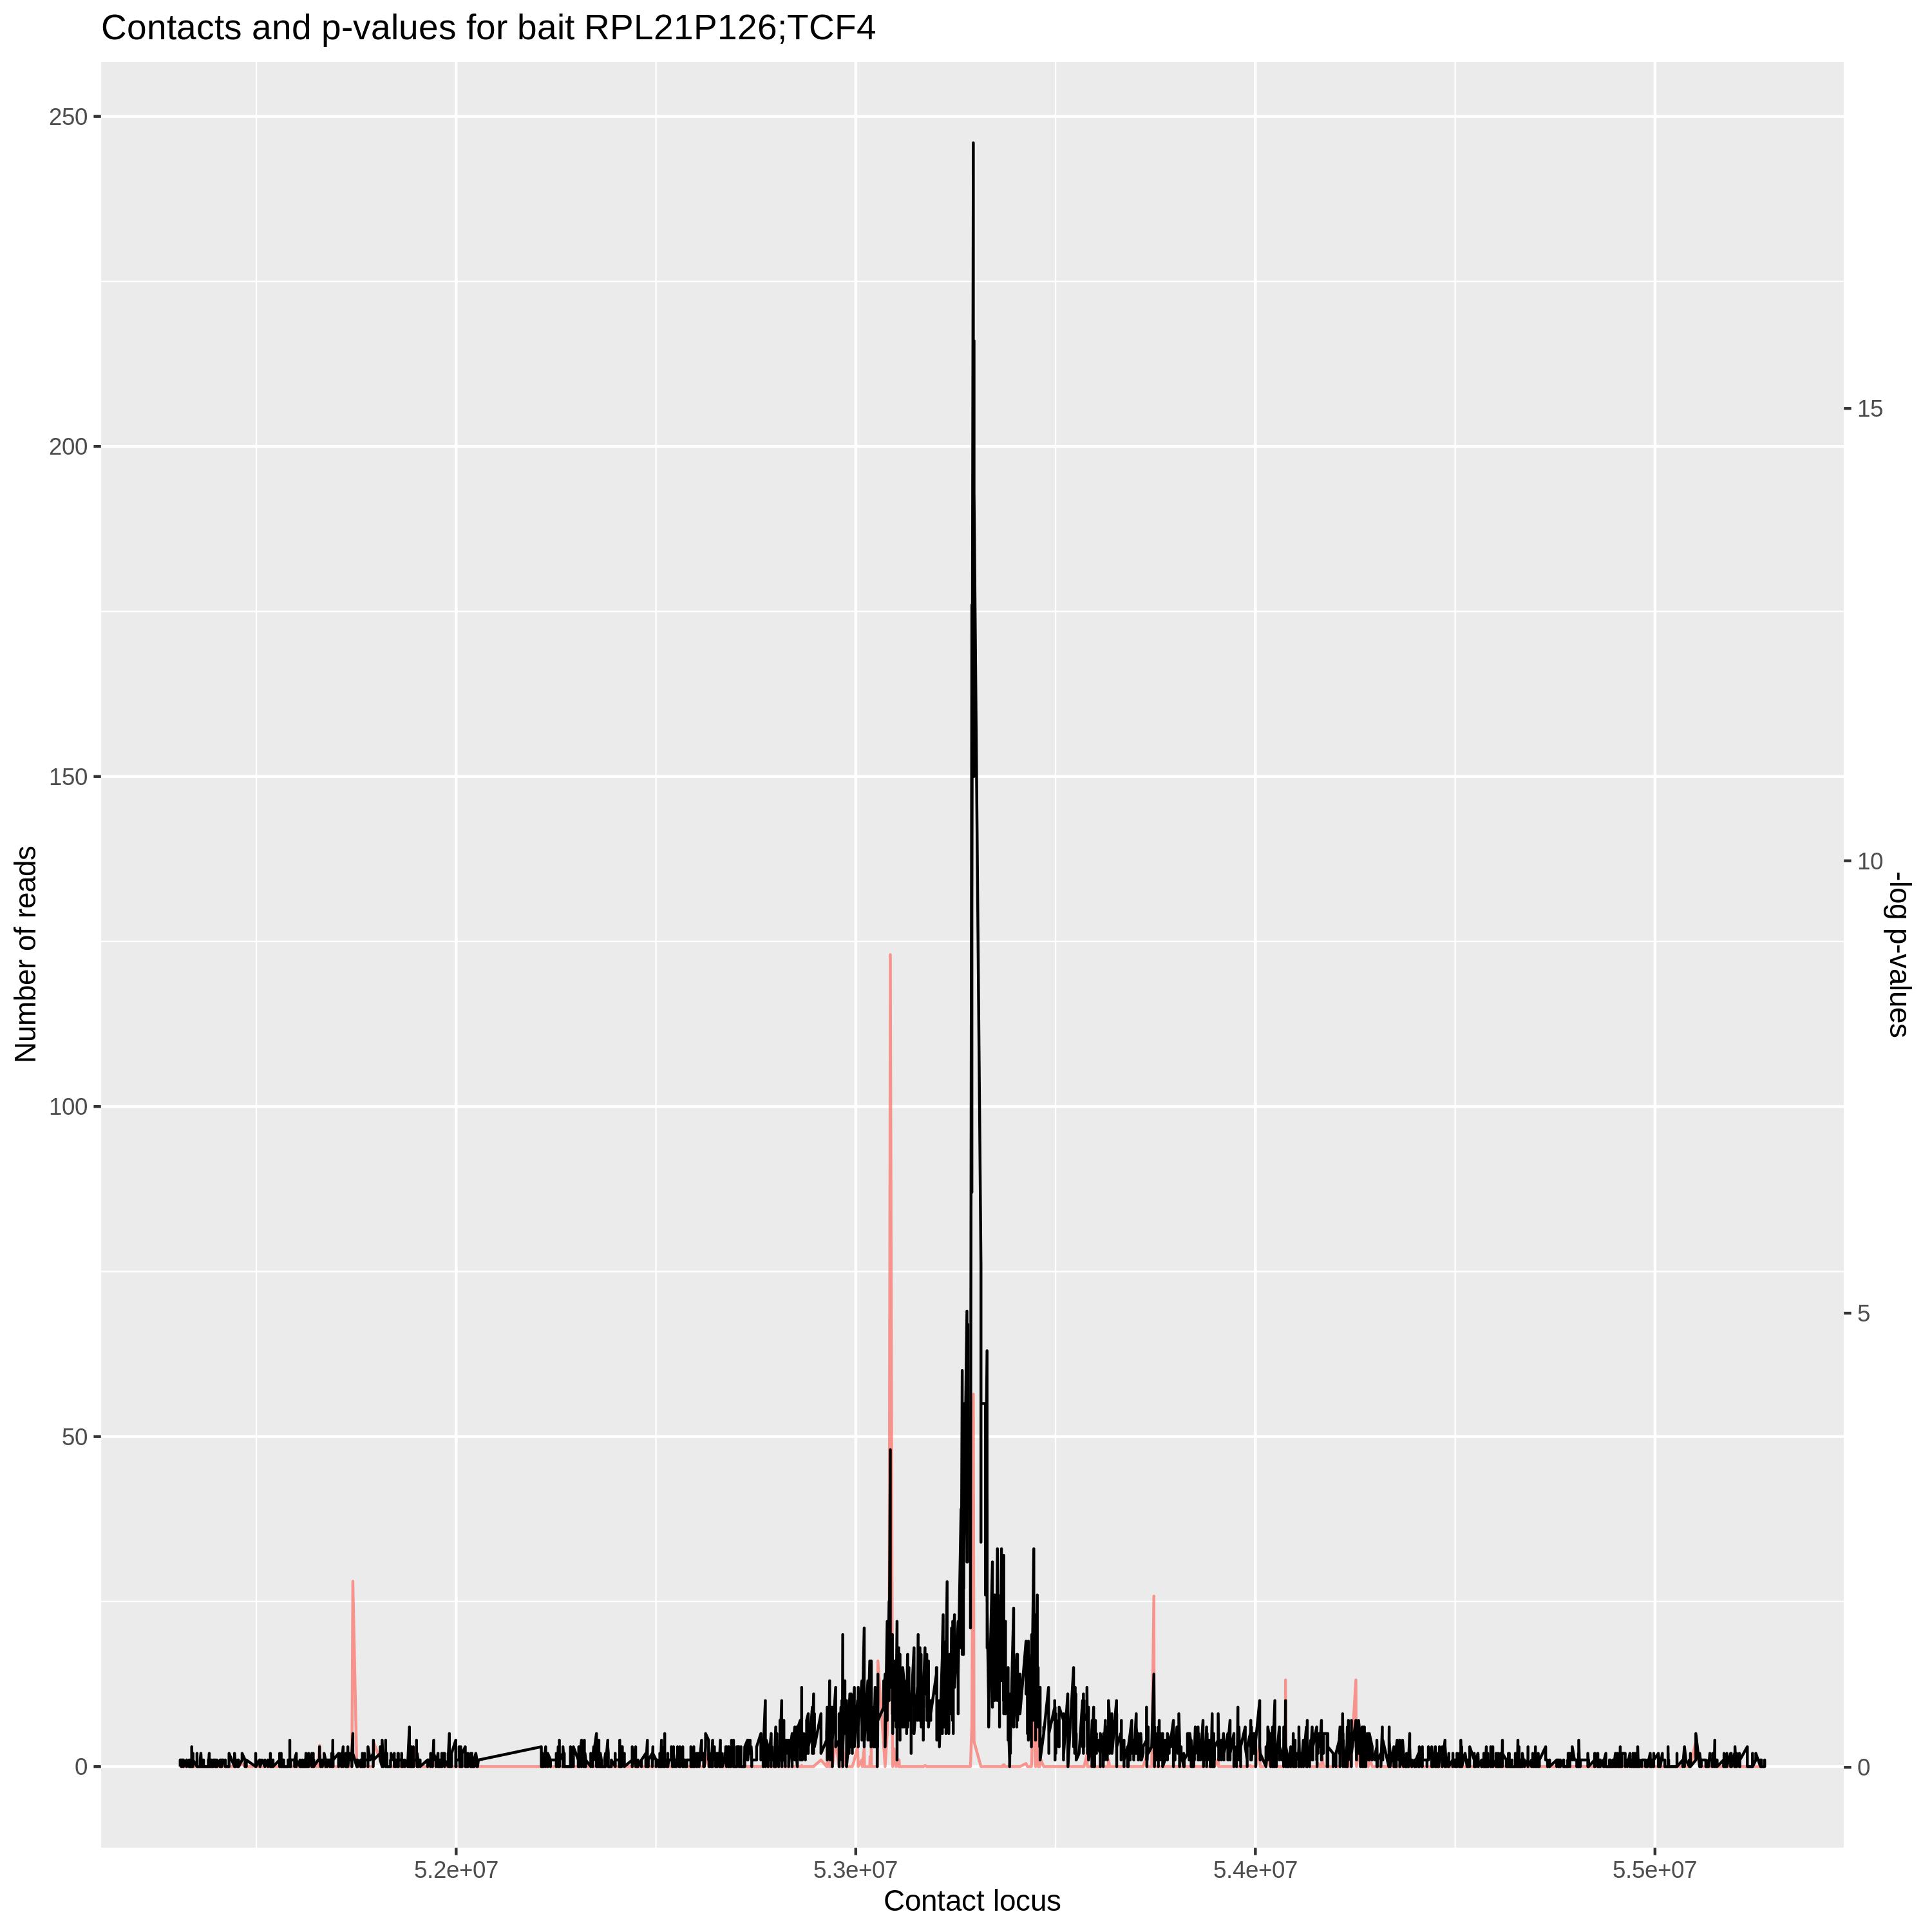 Contacts and p-values for bait RPL21P126;TCF4
250
200
150
100
50
0
Number of reads
15
10
5
0
-log p-values
5.2e+07
5.3e+07
5.4e+07
5.5e+07
Contact locus